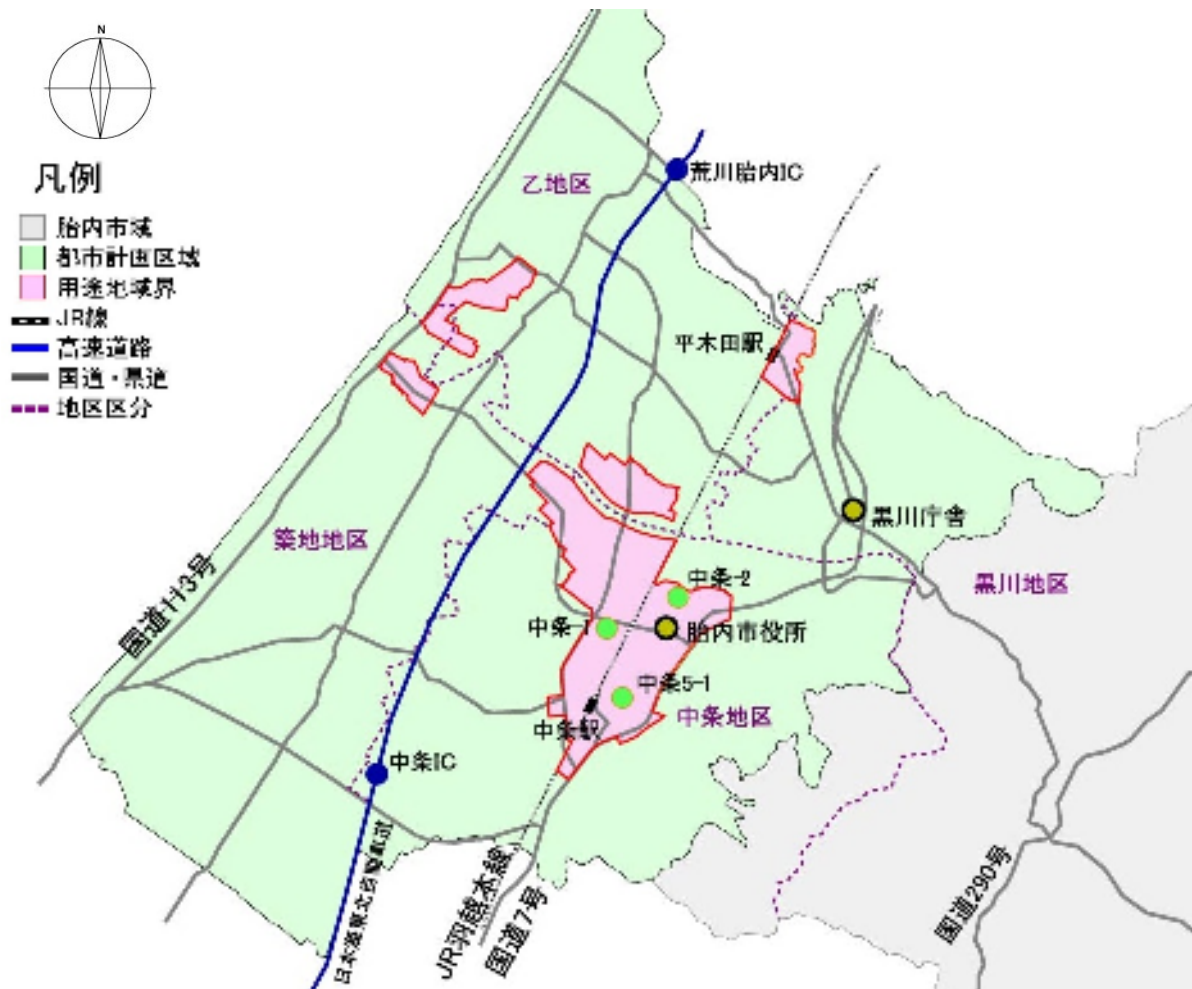 N
凡例
胎内市域
都市計画区域
用途地域界
JR線
高速道路
国道・県道
地区区分
荒川胎内IC
乙地区
平木田駅
黒川庁舎
築地地区
国道113号
黒川地区
中条-2
中条-1
胎内市役所
中条5-1
中条駅
中条地区
中条IC
日本海東北自動車道
JR羽越本線
国道7号
国道290号